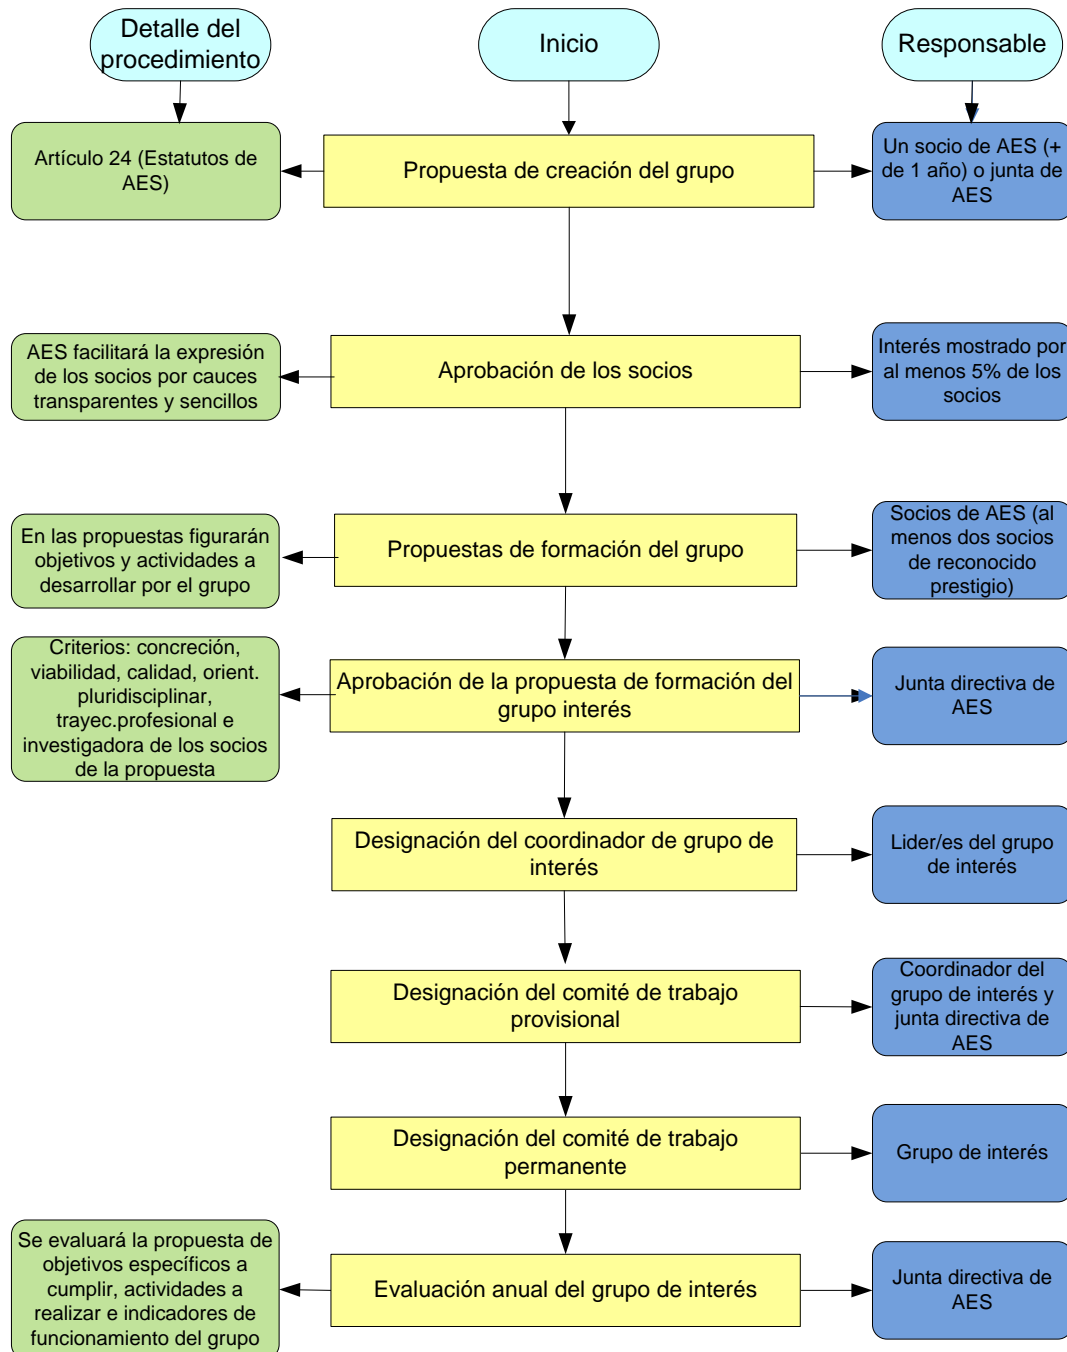 Detalle del
procedimiento
Inicio
Responsable
Artículo 24 (Estatutos de
AES)
Propuesta de creación del grupo
Un socio de AES (+
de 1 año) o junta de
AES
AES facilitará la expresión
de los socios por cauces
transparentes y sencillos
Aprobación de los socios
Interés mostrado por
al menos 5% de los
socios
En las propuestas figurarán
objetivos y actividades a
desarrollar por el grupo
Propuestas de formación del grupo
Socios de AES (al
menos dos socios
de reconocido
prestigio)
Criterios: concreción,
viabilidad, calidad, orient.
pluridisciplinar,
trayec.profesional e
investigadora de los socios
de la propuesta
Aprobación de la propuesta de formación del
grupo interés
Junta directiva de
AES
Designación del coordinador de grupo de
interés
Lider/es del grupo
de interés
Designación del comité de trabajo
provisional
Coordinador del
grupo de interés y
junta directiva de
AES
Designación del comité de trabajo
permanente
Grupo de interés
Se evaluará la propuesta de
objetivos específicos a
cumplir, actividades a
realizar e indicadores de
funcionamiento del grupo
Evaluación anual del grupo de interés
Junta directiva de
AES